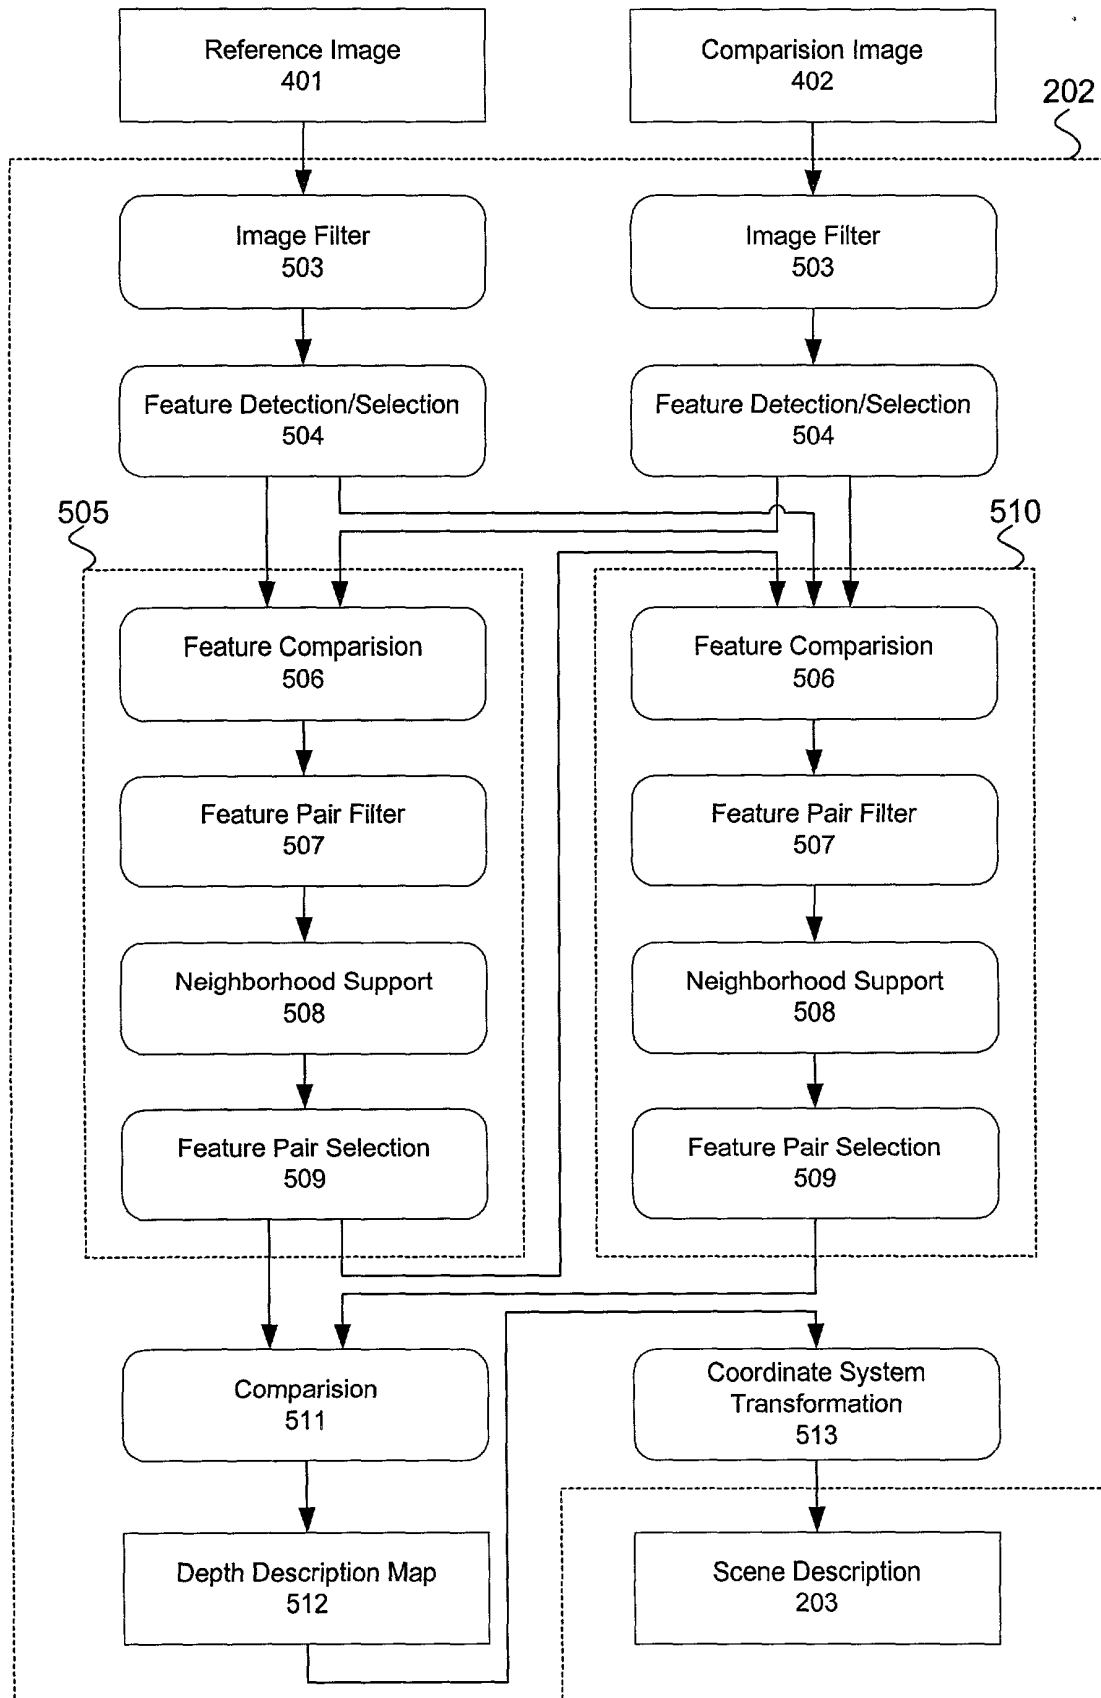 Reference Image
401
Comparision Image
402
202
Image Filter
503
Image Filter
503
Feature Detection/Selection
504
Feature Detection/Selection
504
505
510
Feature Comparision
506
Feature Comparision
506
Feature Pair Filter
507
Feature Pair Filter
507
Neighborhood Support
508
Neighborhood Support
508
Feature Pair Selection
509
Feature Pair Selection
509
Comparision
511
Coordinate System
Transformation
513
Depth Description Map
512
Scene Description
203